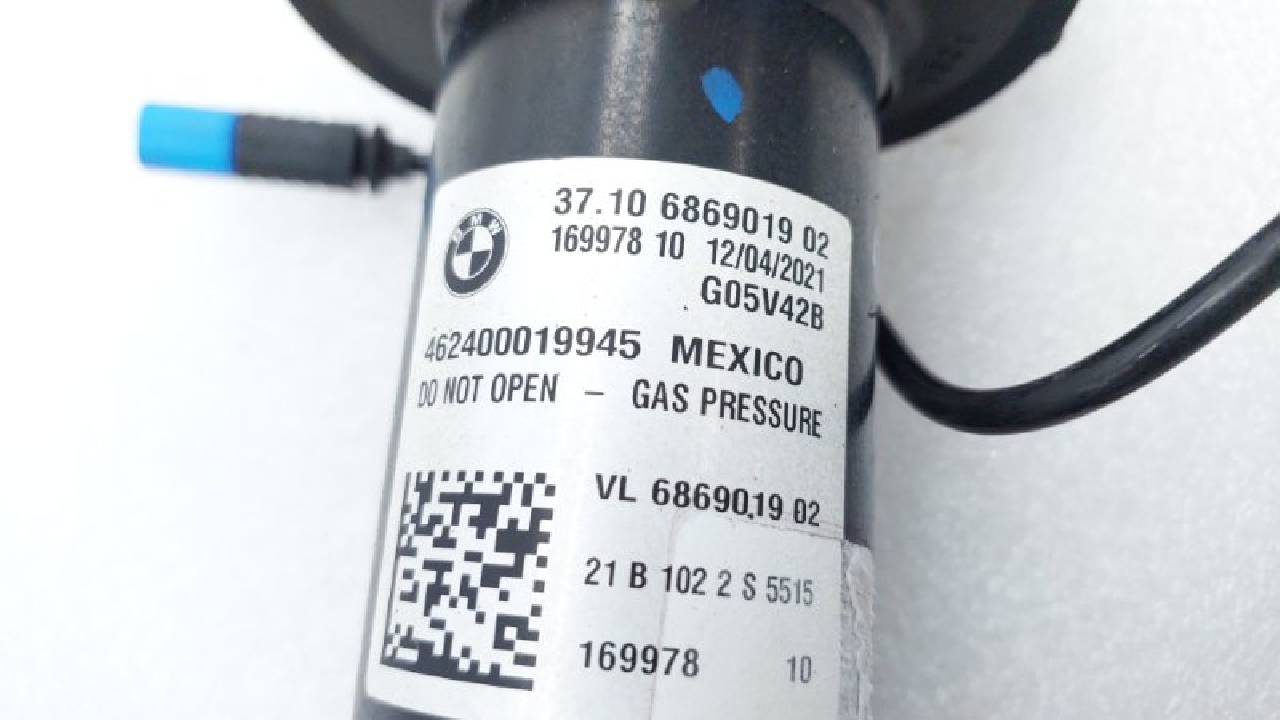 BMW
37.10 6869019 02
169978 10 12/04/2021
G05V42B
462400019945 MEXICO
DO NOT OPEN – GAS PRESSURE
VL 6869019 02
21 B 102 2 S 5515
169978 10